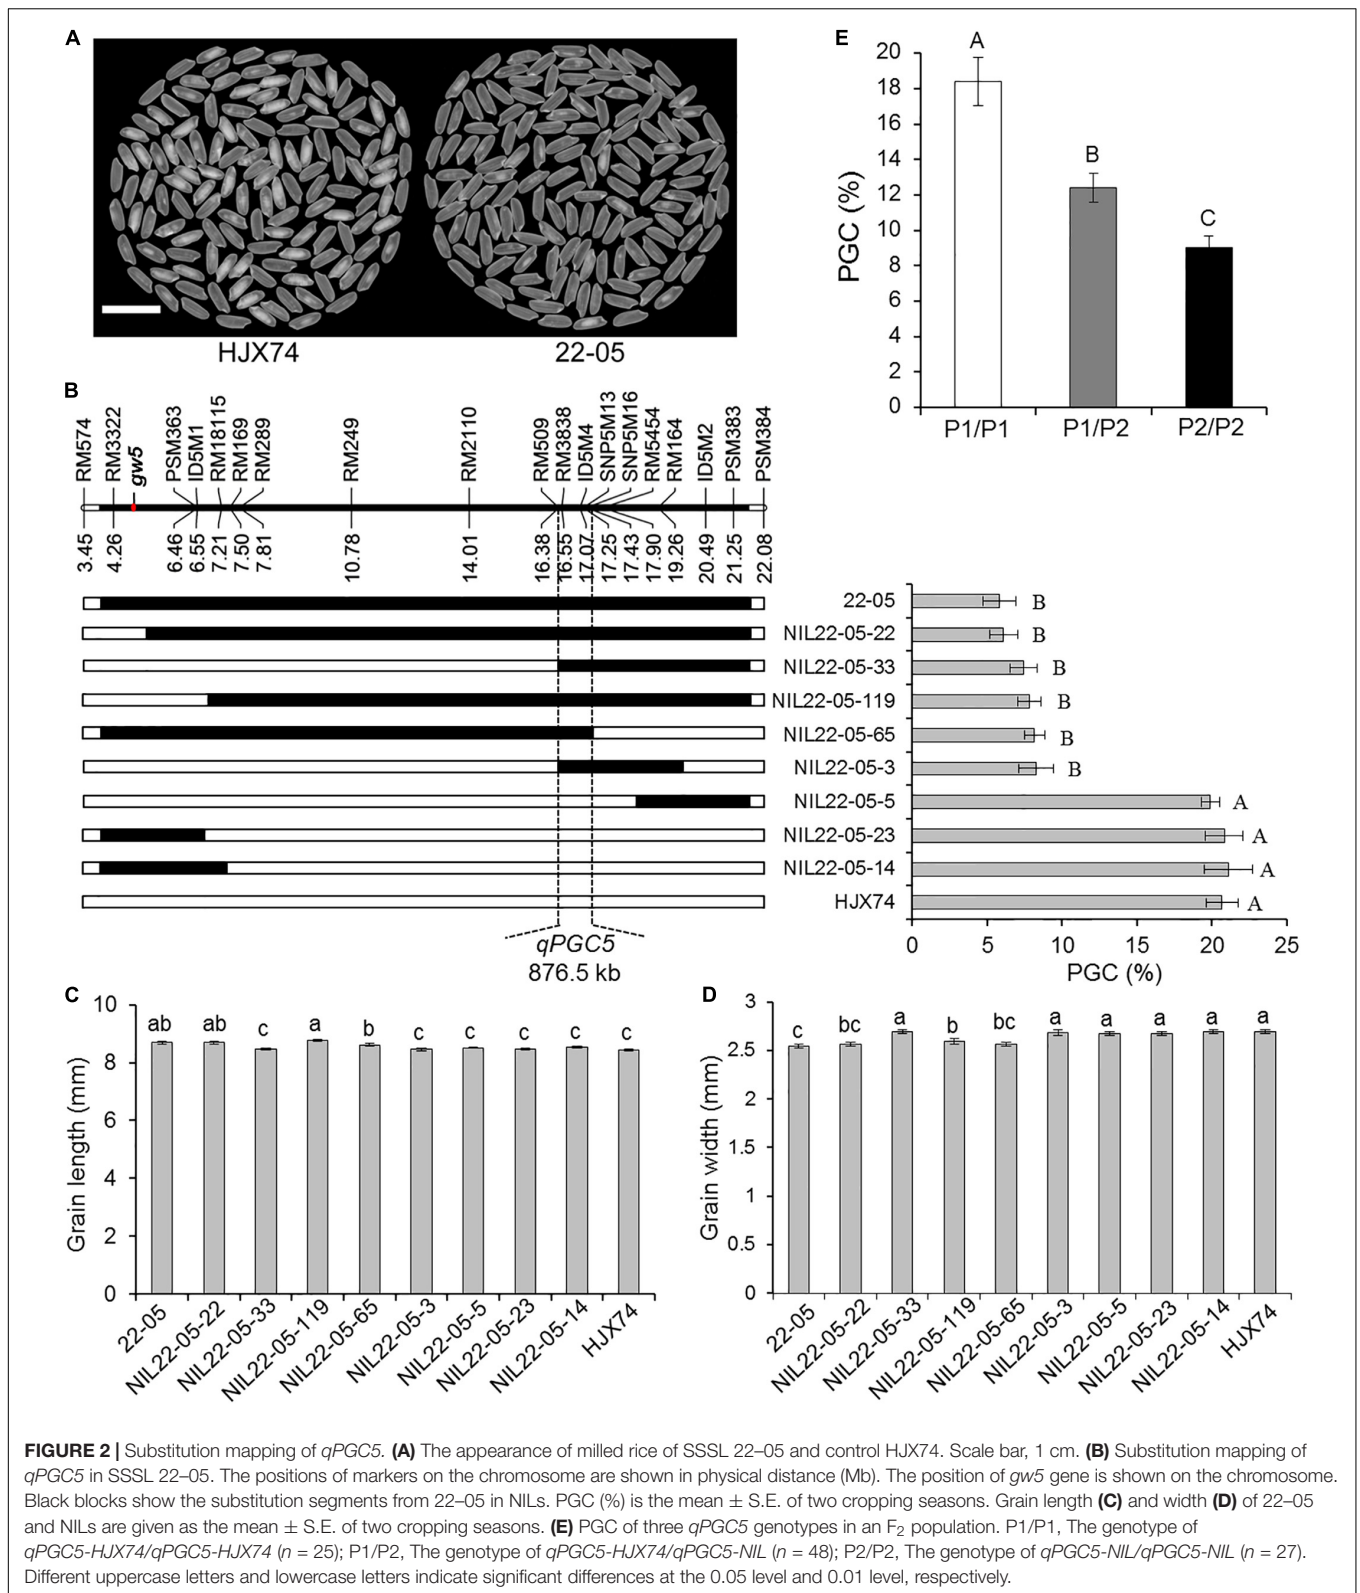 A
HJX74
22-05
E
PGC (%)
20
18
16
14
12
10
8
6
4
2
0
A
B
C
P1/P1
P1/P2
P2/P2
B
RM574
RM3322
gw5
PSM363
ID5M1
RM18115
RM169
RM289
RM249
RM2110
RM509
RM3838
ID5M4
SNP5M13
SNP5M16
RM5454
RM164
ID5M2
PSM383
PSM384
3.45
4.26
6.46
6.55
7.21
7.50
7.81
10.78
14.01
16.38
16.55
17.07
17.25
17.43
17.90
19.26
20.49
21.25
22.08
22-05 B
NIL22-05-22 B
NIL22-05-33 B
NIL22-05-119 B
NIL22-05-65 B
NIL22-05-3 B
NIL22-05-5 A
NIL22-05-23 A
NIL22-05-14 A
HJX74 A
0 5 10 15 20 25
PGC (%)
qPGC5
876.5 kb
C
Grain length (mm)
10
8
6
4
2
0
ab ab c a b c c c c c
22-05
NIL22-05-22
NIL22-05-33
NIL22-05-119
NIL22-05-65
NIL22-05-3
NIL22-05-5
NIL22-05-23
NIL22-05-14
HJX74
D
Grain width (mm)
3
2.5
2
1.5
1
0.5
0
c bc a b bc a a a a a
22-05
NIL22-05-22
NIL22-05-33
NIL22-05-119
NIL22-05-65
NIL22-05-3
NIL22-05-5
NIL22-05-23
NIL22-05-14
HJX74
FIGURE 2 | Substitution mapping of qPGC5. (A) The appearance of milled rice of SSSL 22–05 and control HJX74. Scale bar, 1 cm. (B) Substitution mapping of
qPGC5 in SSSL 22–05. The positions of markers on the chromosome are shown in physical distance (Mb). The position of gw5 gene is shown on the chromosome.
Black blocks show the substitution segments from 22–05 in NILs. PGC (%) is the mean ± S.E. of two cropping seasons. Grain length (C) and width (D) of 22–05
and NILs are given as the mean ± S.E. of two cropping seasons. (E) PGC of three qPGC5 genotypes in an F₂ population. P1/P1, The genotype of
qPGC5-HJX74/qPGC5-HJX74 (n = 25); P1/P2, The genotype of qPGC5-HJX74/qPGC5-NIL (n = 48); P2/P2, The genotype of qPGC5-NIL/qPGC5-NIL (n = 27).
Different uppercase letters and lowercase letters indicate significant differences at the 0.05 level and 0.01 level, respectively.